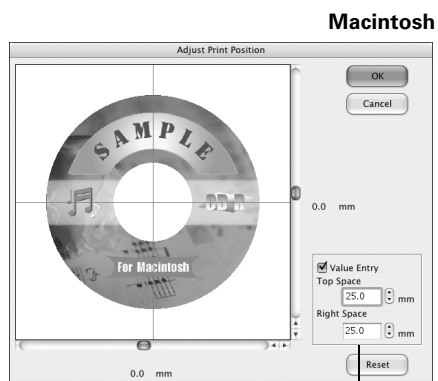 Macintosh
Adjust Print Position
OK
Cancel
SAMPLE
CD-R
For Macintosh
0.0 mm
Value Entry
Top Space
25.0 mm
Right Space
25.0 mm
Reset
0.0 mm